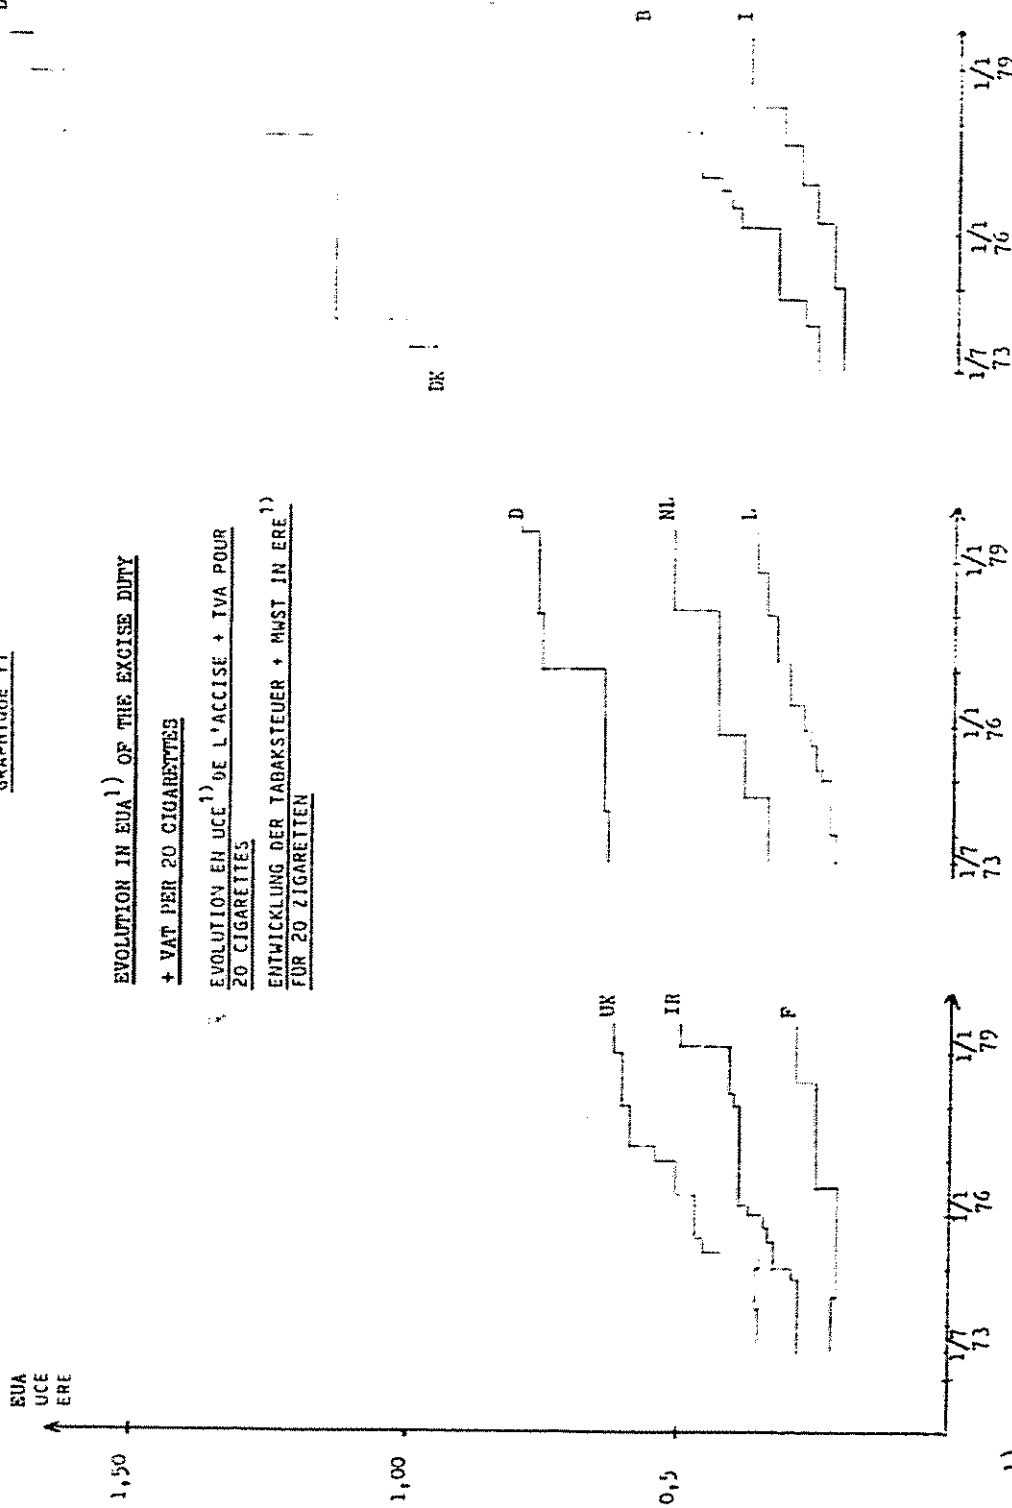 GRAPHIQUE II
EVOLUTION IN EUA 1) OF THE EXCISE DUTY
+ VAT PER 20 CIGARETTES
EVOLUTION EN UCE 1) DE L'ACCISE + TVA POUR
20 CIGARETTES
ENTWICKLUNG DER TABAKSTEUER + MWST IN ERE 1)
FÜR 20 ZIGARETTEN
EUA
UCE
ERE
1,50
1,00
0,5
UK
IR
F
1/7
73
1/1
76
1/1
79
D
NL
L
1/7
73
1/1
76
1/1
79
DK
B
I
1/7
73
1/1
76
1/1
79
1)